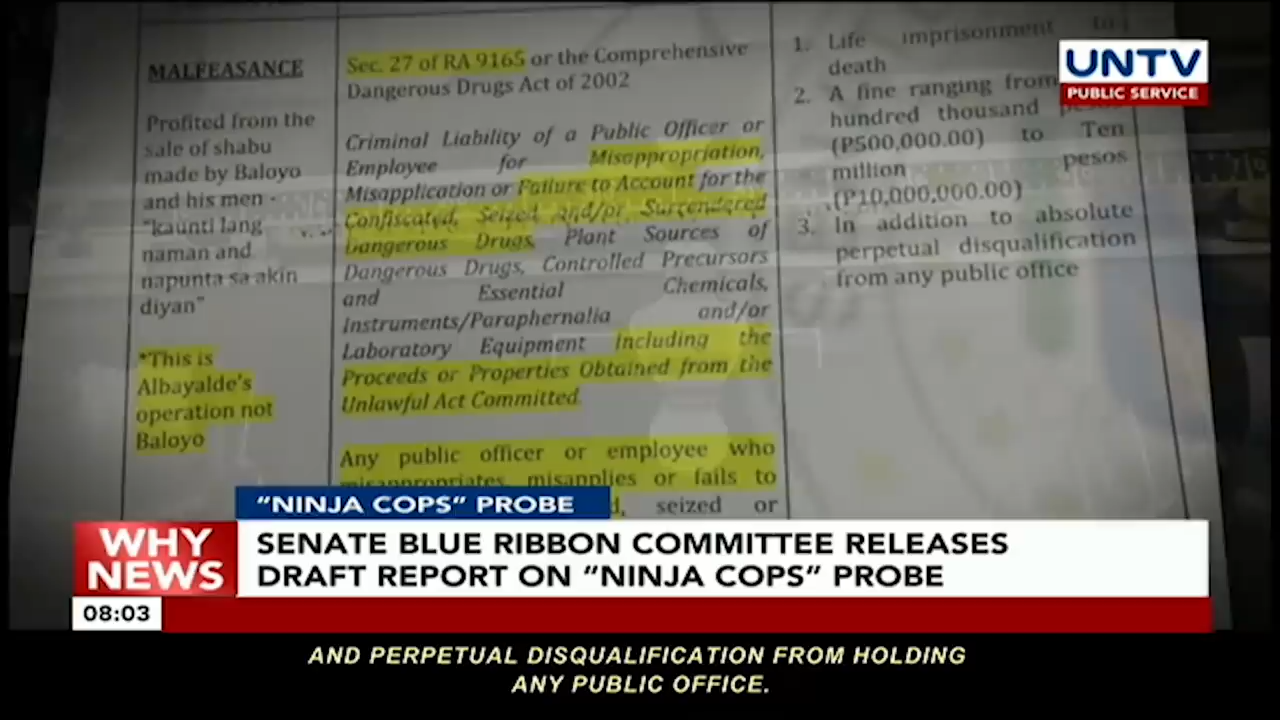 MALFEASANCE
Profited from the
sale of shabu
made by Baloyo
and his men -
"kaunti lang
naman and
napunta sa akin
diyan"
*This is
Albayalde's
operation not
Baloyo
Sec. 27 of RA 9165 or the Comprehensive
Dangerous Drugs Act of 2002
Criminal Liability of a Public Officer or
Employee for Misappropriation,
Misapplication or Failure to Account for the
Confiscated, Seized and/or Surrendered
Dangerous Drugs, Plant Sources of
Dangerous Drugs, Controlled Precursors
and Essential Chemicals,
Instruments/Paraphernalia and/or
Laboratory Equipment Including the
Proceeds or Properties Obtained from the
Unlawful Act Committed.
Any public officer or employee who
misappropriates, misapplies or fails to
seized or
1. Life imprisonment to
death
2. A fine ranging from
hundred thousand pesos
(P500,000.00) to Ten
million pesos
(P10,000,000.00)
3. In addition to absolute
perpetual disqualification
from any public office
UNTV
PUBLIC SERVICE
"NINJA COPS" PROBE
WHY
NEWS
SENATE BLUE RIBBON COMMITTEE RELEASES
DRAFT REPORT ON "NINJA COPS" PROBE
08:03
AND PERPETUAL DISQUALIFICATION FROM HOLDING
ANY PUBLIC OFFICE.